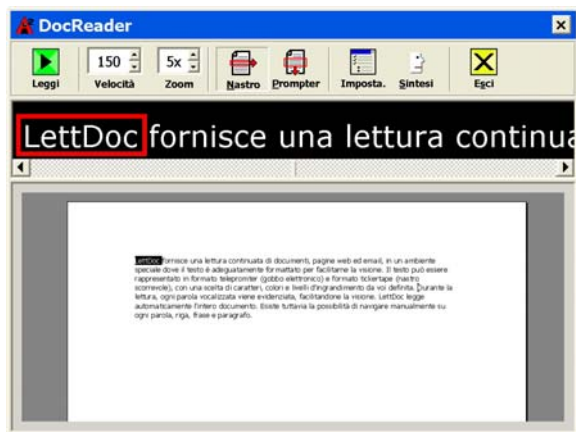 DocReader
150 5x
Leggi Velocità Zoom Nastro Prompter Imposta. Sintesi Esci
LettDoc fornisce una lettura continua
LettDoc fornisce una lettura continuata di documenti, pagine web ed email, in un ambiente
speciale dove il testo è adeguatamente formattato per facilitarne la visione. Il testo può essere
rappresentato in formato teleprompter (gobbo elettronico) e formato tickertape (nastro
scorrevole), con una scelta di caratteri, colori e livelli d'ingrandimento da voi definita. Durante la
lettura, ogni parola vocalizzata viene evidenziata, facilitandone la visione. LettDoc legge
automaticamente l'intero documento. Esiste tuttavia la possibilità di navigare manualmente su
ogni parola, riga, frase e paragrafo.